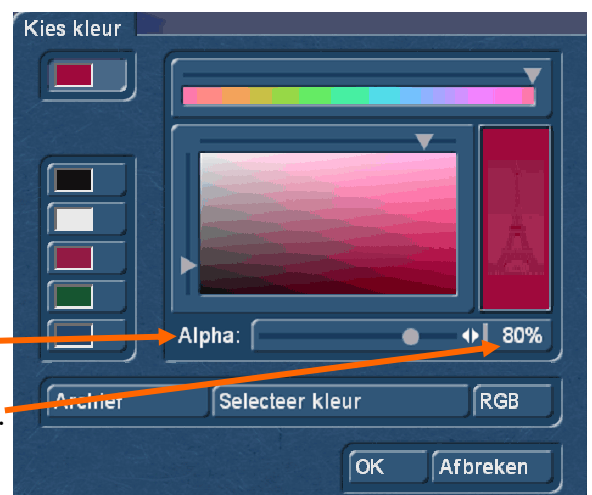 Kies kleur
Alpha: 80%
Archief Selecteer kleur RGB
.
OK Afbreken